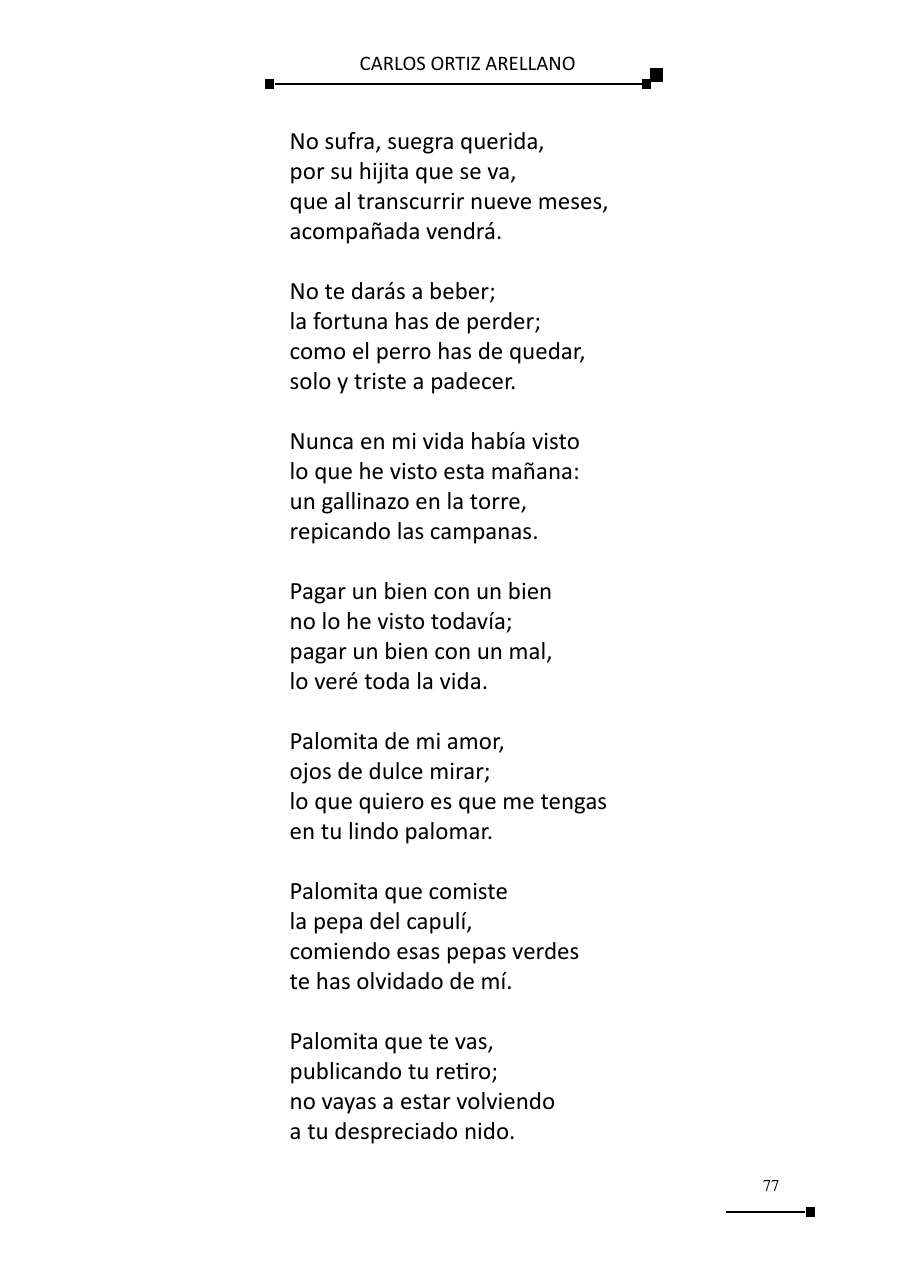 CARLOS ORTIZ ARELLANO
No sufra, suegra querida,
por su hijita que se va,
que al transcurrir nueve meses,
acompañada vendrá.
No te darás a beber;
la fortuna has de perder;
como el perro has de quedar,
solo y triste a padecer.
Nunca en mi vida había visto
lo que he visto esta mañana:
un gallinazo en la torre,
repicando las campanas.
Pagar un bien con un bien
no lo he visto todavía;
pagar un bien con un mal,
lo veré toda la vida.
Palomita de mi amor,
ojos de dulce mirar;
lo que quiero es que me tengas
en tu lindo palomar.
Palomita que comiste
la pepa del capulí,
comiendo esas pepas verdes
te has olvidado de mí.
Palomita que te vas,
publicando tu retiro;
no vayas a estar volviendo
a tu despreciado nido.
77